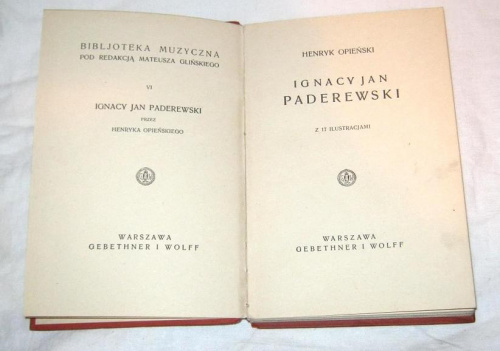 BIBLJOTEKA MUZYCZNA
POD REDAKCJĄ MATEUSZA GLIŃSKIEGO
VI
IGNACY JAN PADEREWSKI
PRZEZ
HENRYKA OPIEŃSKIEGO
WARSZAWA
GEBETHNER I WOLFF
HENRYK OPIEŃSKI
IGNACY JAN
PADEREWSKI
Z 17 ILUSTRACJAMI
WARSZAWA
GEBETHNER I WOLFF